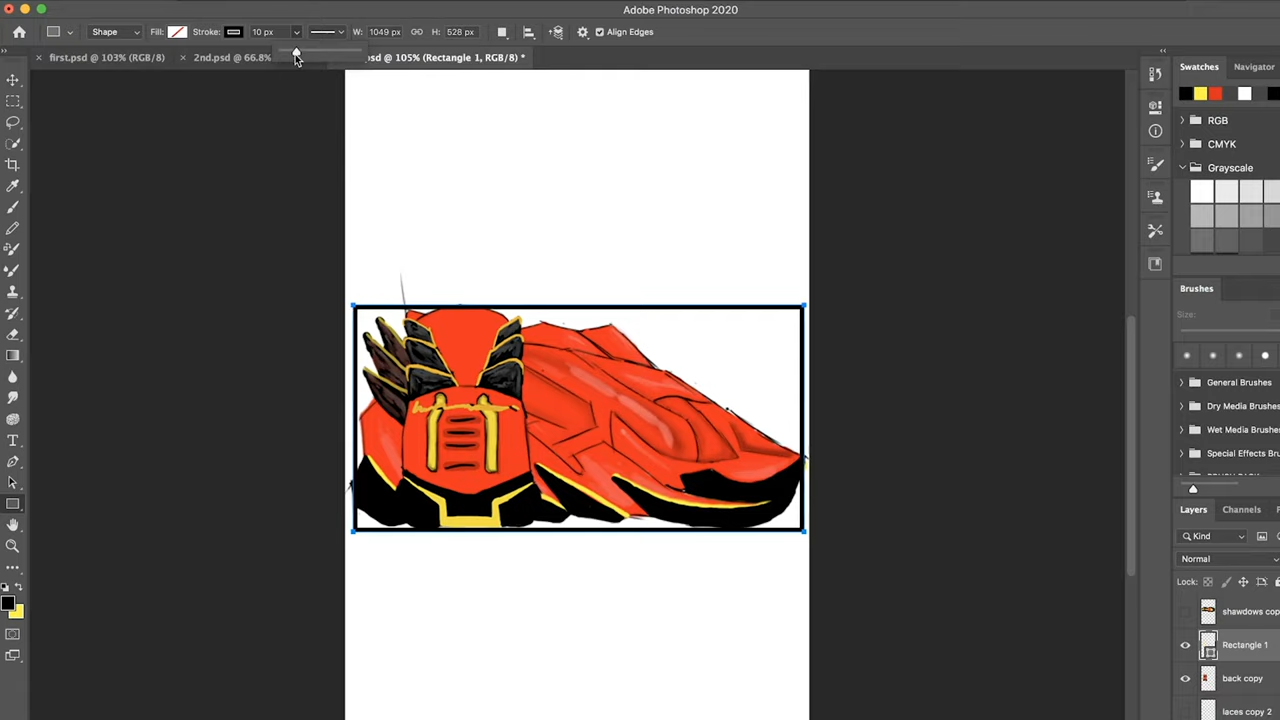 Adobe Photoshop 2020
Shape Fill: Stroke: 10 px W: 1049 px H: 528 px Align Edges
first.psd @ 103% (RGB/8) 2nd.psd @ 66.8% psd @ 105% (Rectangle 1, RGB/8) *
Swatches Navigator
RGB
CMYK
Grayscale
Brushes
Size:
General Brushes
Dry Media Brushes
Wet Media Brushes
Special Effects Bru
Layers Channels P
Kind
Normal
Lock:
shawdows cop
Rectangle 1
back copy
laces copy 2